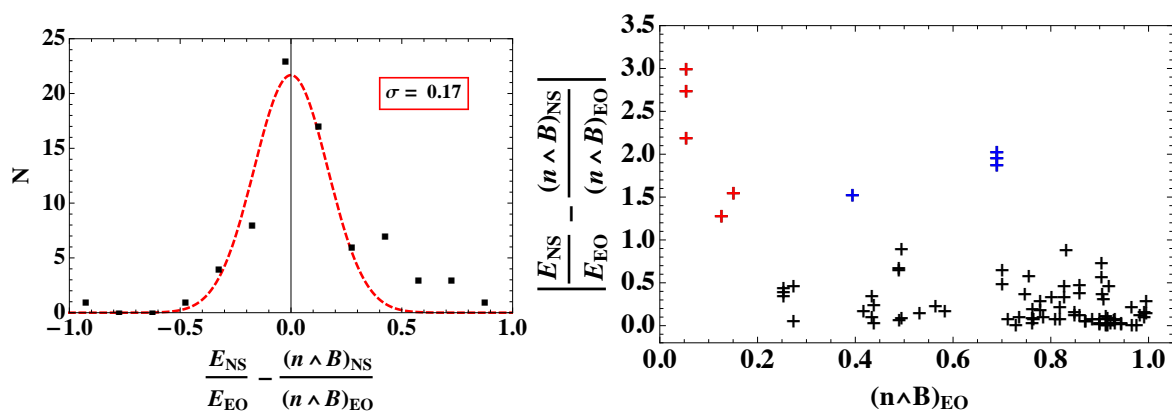 25
20
15
10
5
0
N
σ = 0.17
−1.0 −0.5 0.0 0.5 1.0
E_NS/E_EO − (n ∧ B)_NS/(n ∧ B)_EO
3.5
3.0
2.5
2.0
1.5
1.0
0.5
0.0
|E_NS/E_EO − (n ∧ B)_NS/(n ∧ B)_EO|
0.0 0.2 0.4 0.6 0.8 1.0
(n∧B)_EO